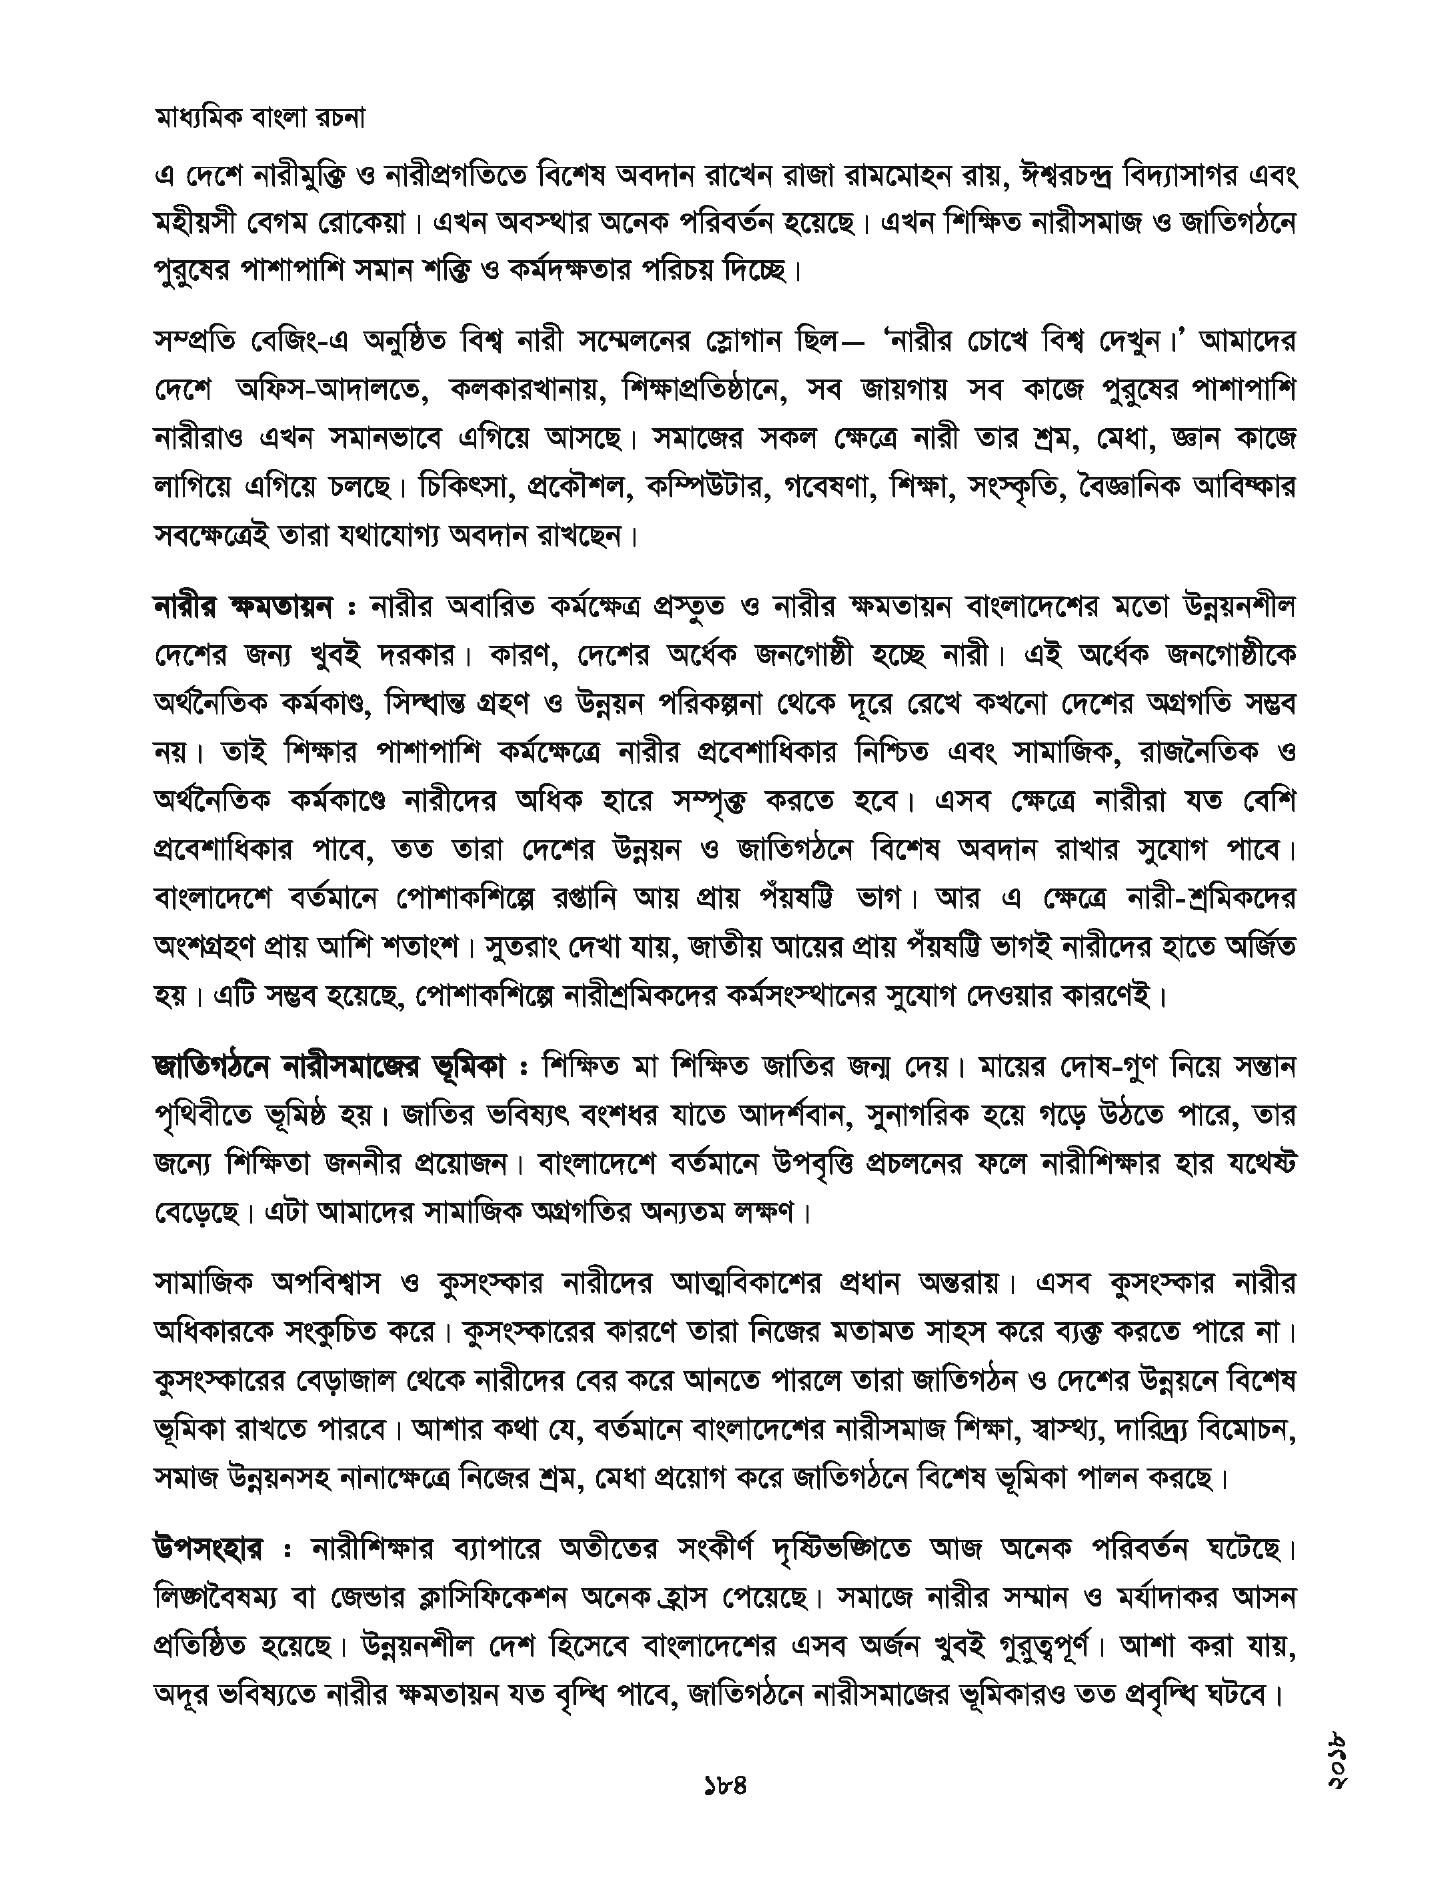 মাধ্যমিক বাংলা রচনা
এ দেশে নারীমুক্তি ও নারীপ্রগতিতে বিশেষ অবদান রাখেন রাজা রামমোহন রায়, ঈশ্বরচন্দ্র বিদ্যাসাগর এবং
মহীয়সী বেগম রোকেয়া। এখন অবস্থার অনেক পরিবর্তন হয়েছে। এখন শিক্ষিত নারীসমাজ ও জাতিগঠনে
পুরুষের পাশাপাশি সমান শক্তি ও কর্মদক্ষতার পরিচয় দিচ্ছে।
সম্প্রতি বেজিং-এ অনুষ্ঠিত বিশ্ব নারী সম্মেলনের স্লোগান ছিল— ‘নারীর চোখে বিশ্ব দেখুন।’ আমাদের
দেশে অফিস-আদালতে, কলকারখানায়, শিক্ষাপ্রতিষ্ঠানে, সব জায়গায় সব কাজে পুরুষের পাশাপাশি
নারীরাও এখন সমানভাবে এগিয়ে আসছে। সমাজের সকল ক্ষেত্রে নারী তার শ্রম, মেধা, জ্ঞান কাজে
লাগিয়ে এগিয়ে চলছে। চিকিৎসা, প্রকৌশল, কম্পিউটার, গবেষণা, শিক্ষা, সংস্কৃতি, বৈজ্ঞানিক আবিষ্কার
সবক্ষেত্রেই তারা যথাযোগ্য অবদান রাখছেন।
নারীর ক্ষমতায়ন : নারীর অবারিত কর্মক্ষেত্র প্রস্তুত ও নারীর ক্ষমতায়ন বাংলাদেশের মতো উন্নয়নশীল
দেশের জন্য খুবই দরকার। কারণ, দেশের অর্ধেক জনগোষ্ঠী হচ্ছে নারী। এই অর্ধেক জনগোষ্ঠীকে
অর্থনৈতিক কর্মকাণ্ড, সিদ্ধান্ত গ্রহণ ও উন্নয়ন পরিকল্পনা থেকে দূরে রেখে কখনো দেশের অগ্রগতি সম্ভব
নয়। তাই শিক্ষার পাশাপাশি কর্মক্ষেত্রে নারীর প্রবেশাধিকার নিশ্চিত এবং সামাজিক, রাজনৈতিক ও
অর্থনৈতিক কর্মকাণ্ডে নারীদের অধিক হারে সম্পৃক্ত করতে হবে। এসব ক্ষেত্রে নারীরা যত বেশি
প্রবেশাধিকার পাবে, তত তারা দেশের উন্নয়ন ও জাতিগঠনে বিশেষ অবদান রাখার সুযোগ পাবে।
বাংলাদেশে বর্তমানে পোশাকশিল্পে রপ্তানি আয় প্রায় পঁয়ষট্টি ভাগ। আর এ ক্ষেত্রে নারী-শ্রমিকদের
অংশগ্রহণ প্রায় আশি শতাংশ। সুতরাং দেখা যায়, জাতীয় আয়ের প্রায় পঁয়ষট্টি ভাগই নারীদের হাতে অর্জিত
হয়। এটি সম্ভব হয়েছে, পোশাকশিল্পে নারীশ্রমিকদের কর্মসংস্থানের সুযোগ দেওয়ার কারণেই।
জাতিগঠনে নারীসমাজের ভূমিকা : শিক্ষিত মা শিক্ষিত জাতির জন্ম দেয়। মায়ের দোষ-গুণ নিয়ে সন্তান
পৃথিবীতে ভূমিষ্ঠ হয়। জাতির ভবিষ্যৎ বংশধর যাতে আদর্শবান, সুনাগরিক হয়ে গড়ে উঠতে পারে, তার
জন্যে শিক্ষিতা জননীর প্রয়োজন। বাংলাদেশে বর্তমানে উপবৃত্তি প্রচলনের ফলে নারীশিক্ষার হার যথেষ্ট
বেড়েছে। এটা আমাদের সামাজিক অগ্রগতির অন্যতম লক্ষণ।
সামাজিক অপবিশ্বাস ও কুসংস্কার নারীদের আত্মবিকাশের প্রধান অন্তরায়। এসব কুসংস্কার নারীর
অধিকারকে সংকুচিত করে। কুসংস্কারের কারণে তারা নিজের মতামত সাহস করে ব্যক্ত করতে পারে না।
কুসংস্কারের বেড়াজাল থেকে নারীদের বের করে আনতে পারলে তারা জাতিগঠন ও দেশের উন্নয়নে বিশেষ
ভূমিকা রাখতে পারবে। আশার কথা যে, বর্তমানে বাংলাদেশের নারীসমাজ শিক্ষা, স্বাস্থ্য, দারিদ্র্য বিমোচন,
সমাজ উন্নয়নসহ নানাক্ষেত্রে নিজের শ্রম, মেধা প্রয়োগ করে জাতিগঠনে বিশেষ ভূমিকা পালন করছে।
উপসংহার : নারীশিক্ষার ব্যাপারে অতীতের সংকীর্ণ দৃষ্টিভঙ্গিতে আজ অনেক পরিবর্তন ঘটেছে।
লিঙ্গবৈষম্য বা জেন্ডার ক্লাসিফিকেশন অনেক হ্রাস পেয়েছে। সমাজে নারীর সম্মান ও মর্যাদাকর আসন
প্রতিষ্ঠিত হয়েছে। উন্নয়নশীল দেশ হিসেবে বাংলাদেশের এসব অর্জন খুবই গুরুত্বপূর্ণ। আশা করা যায়,
অদূর ভবিষ্যতে নারীর ক্ষমতায়ন যত বৃদ্ধি পাবে, জাতিগঠনে নারীসমাজের ভূমিকারও তত প্রবৃদ্ধি ঘটবে।
১৮৪
২০১৮